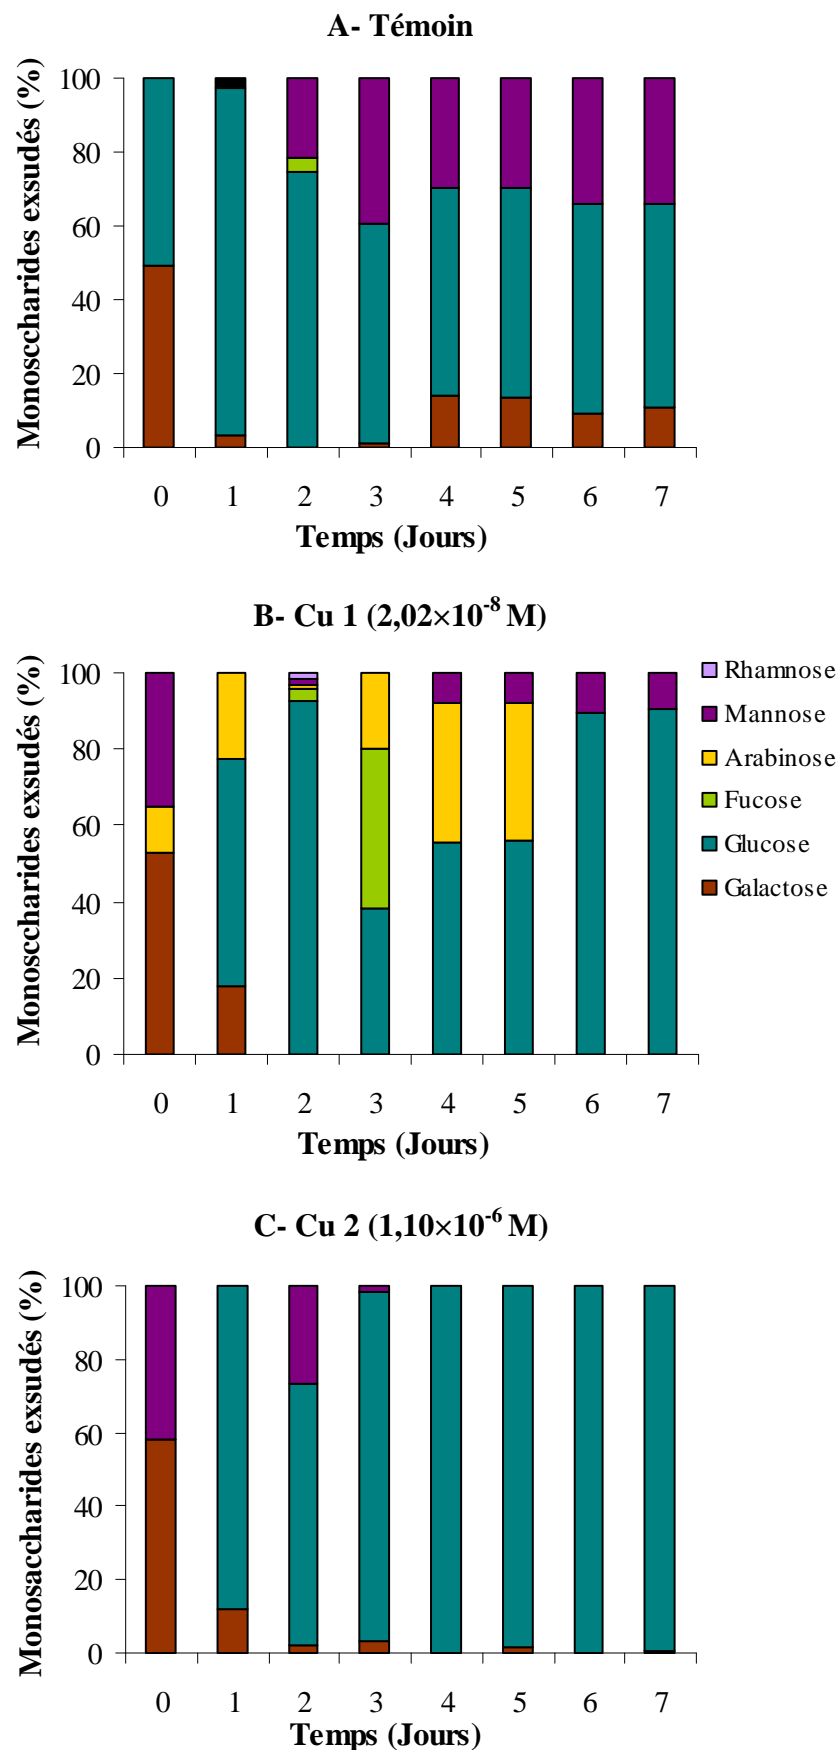 A- Témoin
Monosccharides exsudés (%)
100
80
60
40
20
0
0 1 2 3 4 5 6 7
Temps (Jours)
B- Cu 1 (2,02×10⁻⁸ M)
Monosccharides exsudés (%)
100
80
60
40
20
0
0 1 2 3 4 5 6 7
Temps (Jours)
Rhamnose
Mannose
Arabinose
Fucose
Glucose
Galactose
C- Cu 2 (1,10×10⁻⁶ M)
Monosaccharides exsudés (%)
100
80
60
40
20
0
0 1 2 3 4 5 6 7
Temps (Jours)